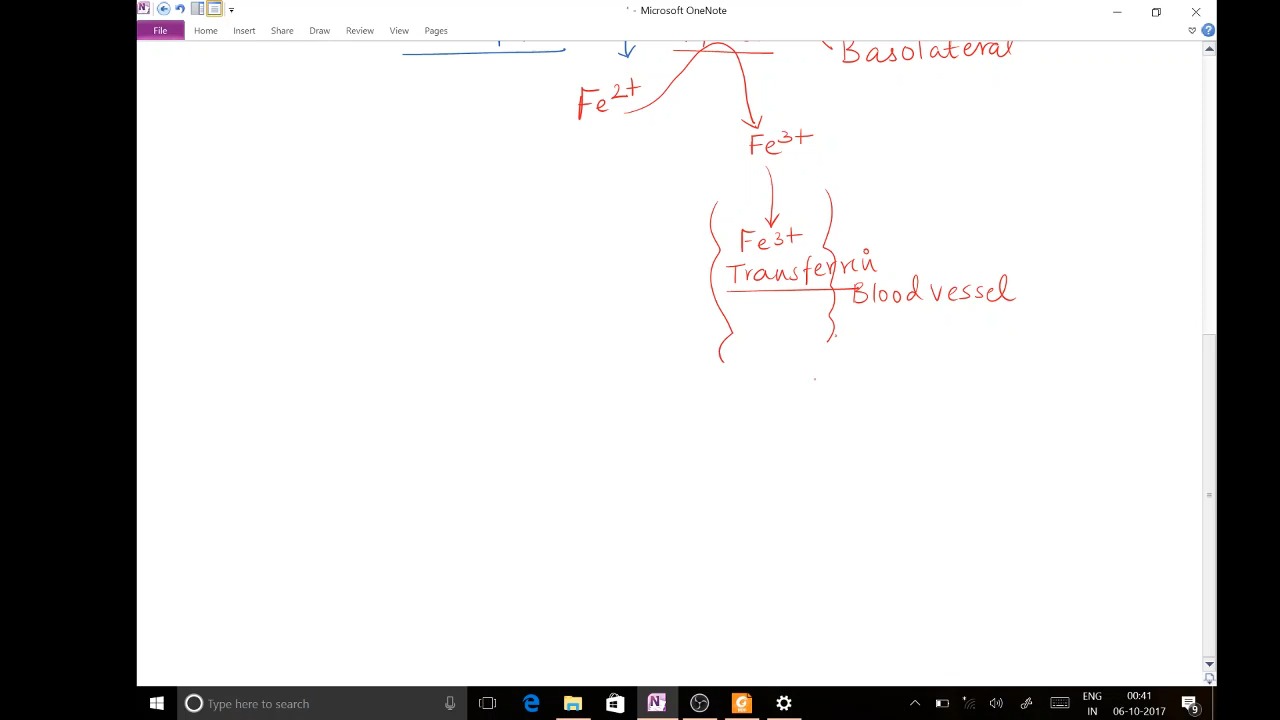 ' - Microsoft OneNote
File Home Insert Share Draw Review View Pages
Basolateral
Fe2+
Fe3+
Fe3+
Transferrin
Blood vessel
Type here to search
ENG
IN
00:41
06-10-2017
9